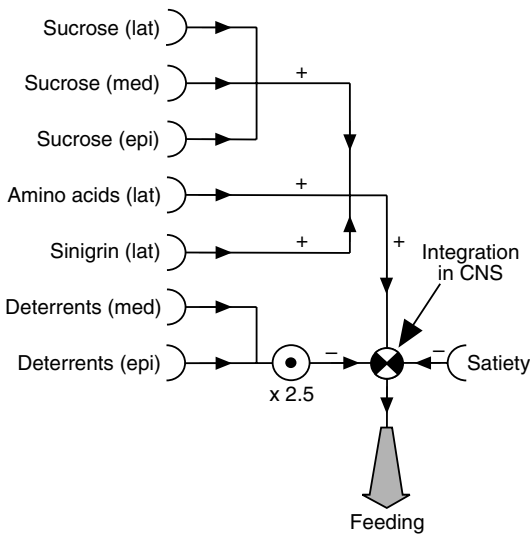 Sucrose (lat)
+
Sucrose (med)
Sucrose (epi)
Amino acids (lat)
+
+
Sinigrin (lat)
+
Integration
in CNS
Deterrents (med)
Deterrents (epi)
–
–
Satiety
x 2.5
Feeding